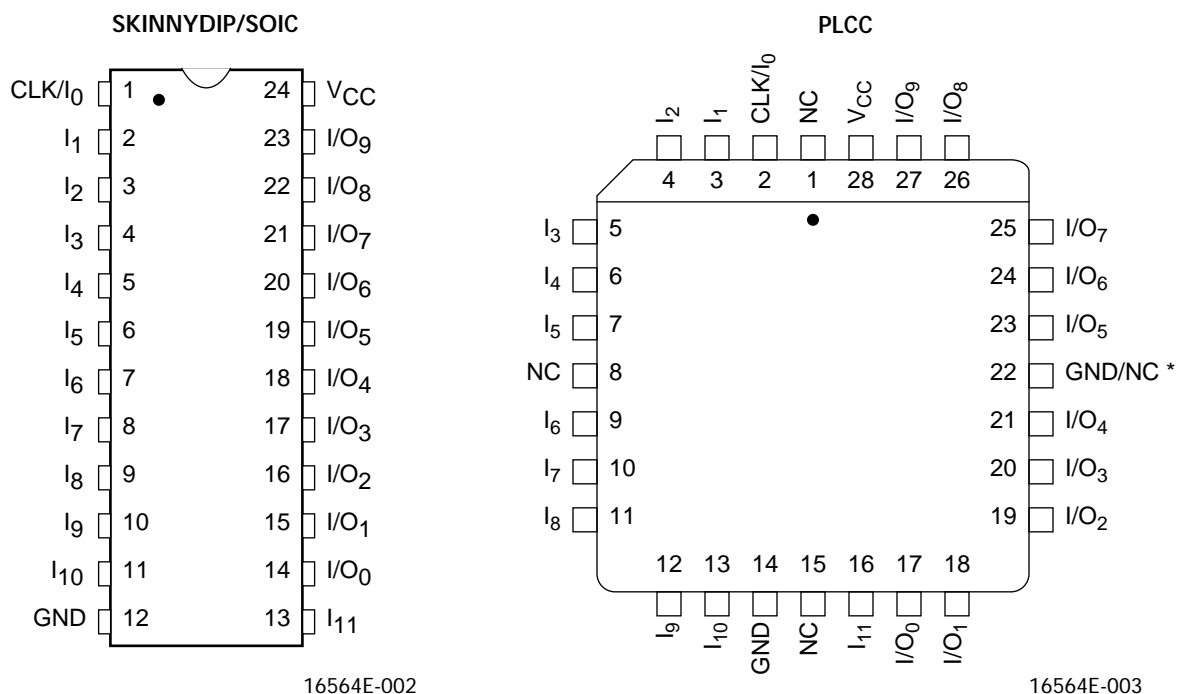 SKINNYDIP/SOIC
CLK/I0 1 24 VCC
I1 2 23 I/O9
I2 3 22 I/O8
I3 4 21 I/O7
I4 5 20 I/O6
I5 6 19 I/O5
I6 7 18 I/O4
I7 8 17 I/O3
I8 9 16 I/O2
I9 10 15 I/O1
I10 11 14 I/O0
GND 12 13 I11
16564E-002
PLCC
I2 I1 CLK/I0 NC VCC I/O9 I/O8
4 3 2 1 28 27 26
I3 5 25 I/O7
I4 6 24 I/O6
I5 7 23 I/O5
NC 8 22 GND/NC *
I6 9 21 I/O4
I7 10 20 I/O3
I8 11 19 I/O2
12 13 14 15 16 17 18
I9 I10 GND NC I11 I/O0 I/O1
16564E-003